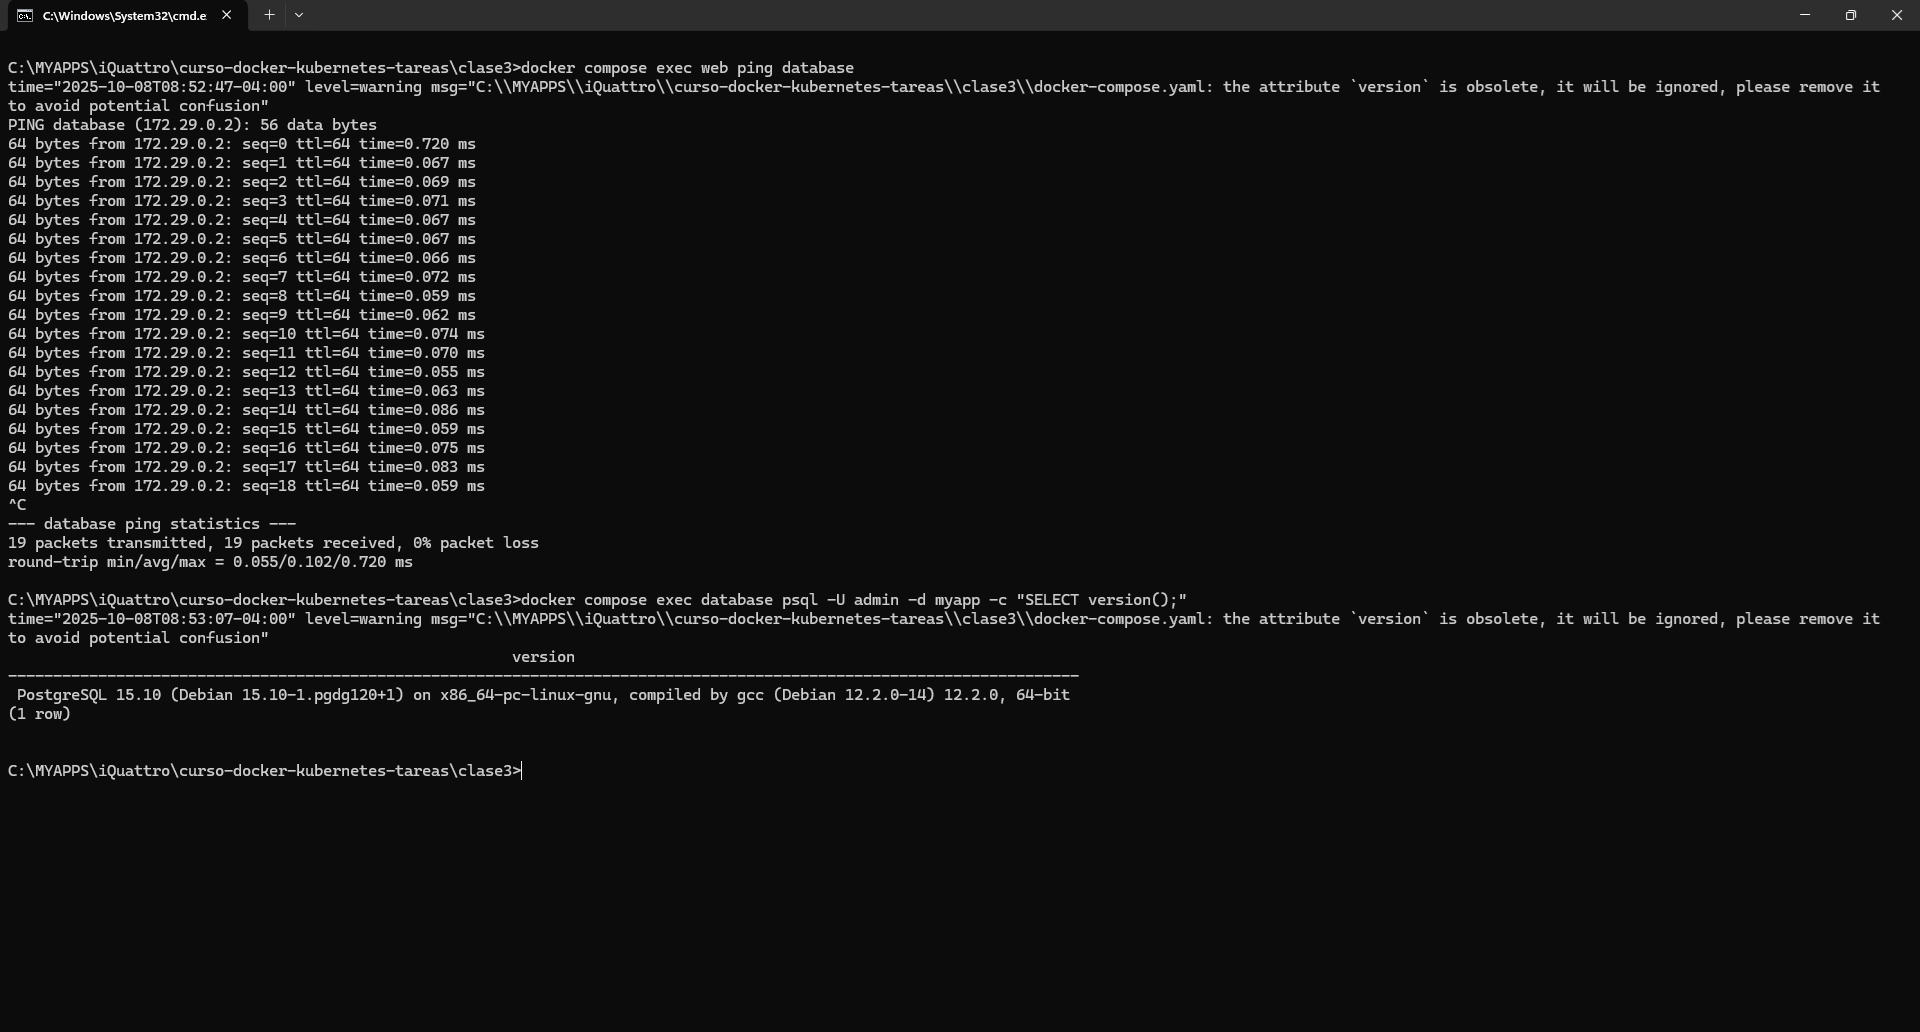 C:\Windows\System32\cmd.e
C:\MYAPPS\iQuattro\curso-docker-kubernetes-tareas\clase3>docker compose exec web ping database
time="2025-10-08T08:52:47-04:00" level=warning msg="C:\\MYAPPS\\iQuattro\\curso-docker-kubernetes-tareas\\clase3\\docker-compose.yaml: the attribute `version` is obsolete, it will be ignored, please remove it
to avoid potential confusion"
PING database (172.29.0.2): 56 data bytes
64 bytes from 172.29.0.2: seq=0 ttl=64 time=0.720 ms
64 bytes from 172.29.0.2: seq=1 ttl=64 time=0.067 ms
64 bytes from 172.29.0.2: seq=2 ttl=64 time=0.069 ms
64 bytes from 172.29.0.2: seq=3 ttl=64 time=0.071 ms
64 bytes from 172.29.0.2: seq=4 ttl=64 time=0.067 ms
64 bytes from 172.29.0.2: seq=5 ttl=64 time=0.067 ms
64 bytes from 172.29.0.2: seq=6 ttl=64 time=0.066 ms
64 bytes from 172.29.0.2: seq=7 ttl=64 time=0.072 ms
64 bytes from 172.29.0.2: seq=8 ttl=64 time=0.059 ms
64 bytes from 172.29.0.2: seq=9 ttl=64 time=0.062 ms
64 bytes from 172.29.0.2: seq=10 ttl=64 time=0.074 ms
64 bytes from 172.29.0.2: seq=11 ttl=64 time=0.070 ms
64 bytes from 172.29.0.2: seq=12 ttl=64 time=0.055 ms
64 bytes from 172.29.0.2: seq=13 ttl=64 time=0.063 ms
64 bytes from 172.29.0.2: seq=14 ttl=64 time=0.086 ms
64 bytes from 172.29.0.2: seq=15 ttl=64 time=0.059 ms
64 bytes from 172.29.0.2: seq=16 ttl=64 time=0.075 ms
64 bytes from 172.29.0.2: seq=17 ttl=64 time=0.083 ms
64 bytes from 172.29.0.2: seq=18 ttl=64 time=0.059 ms
^C
--- database ping statistics ---
19 packets transmitted, 19 packets received, 0% packet loss
round-trip min/avg/max = 0.055/0.102/0.720 ms
C:\MYAPPS\iQuattro\curso-docker-kubernetes-tareas\clase3>docker compose exec database psql -U admin -d myapp -c "SELECT version();"
time="2025-10-08T08:53:07-04:00" level=warning msg="C:\\MYAPPS\\iQuattro\\curso-docker-kubernetes-tareas\\clase3\\docker-compose.yaml: the attribute `version` is obsolete, it will be ignored, please remove it
to avoid potential confusion"
version
-----------------------------------------------------------------------------------------------------------------------
PostgreSQL 15.10 (Debian 15.10-1.pgdg120+1) on x86_64-pc-linux-gnu, compiled by gcc (Debian 12.2.0-14) 12.2.0, 64-bit
(1 row)
C:\MYAPPS\iQuattro\curso-docker-kubernetes-tareas\clase3>